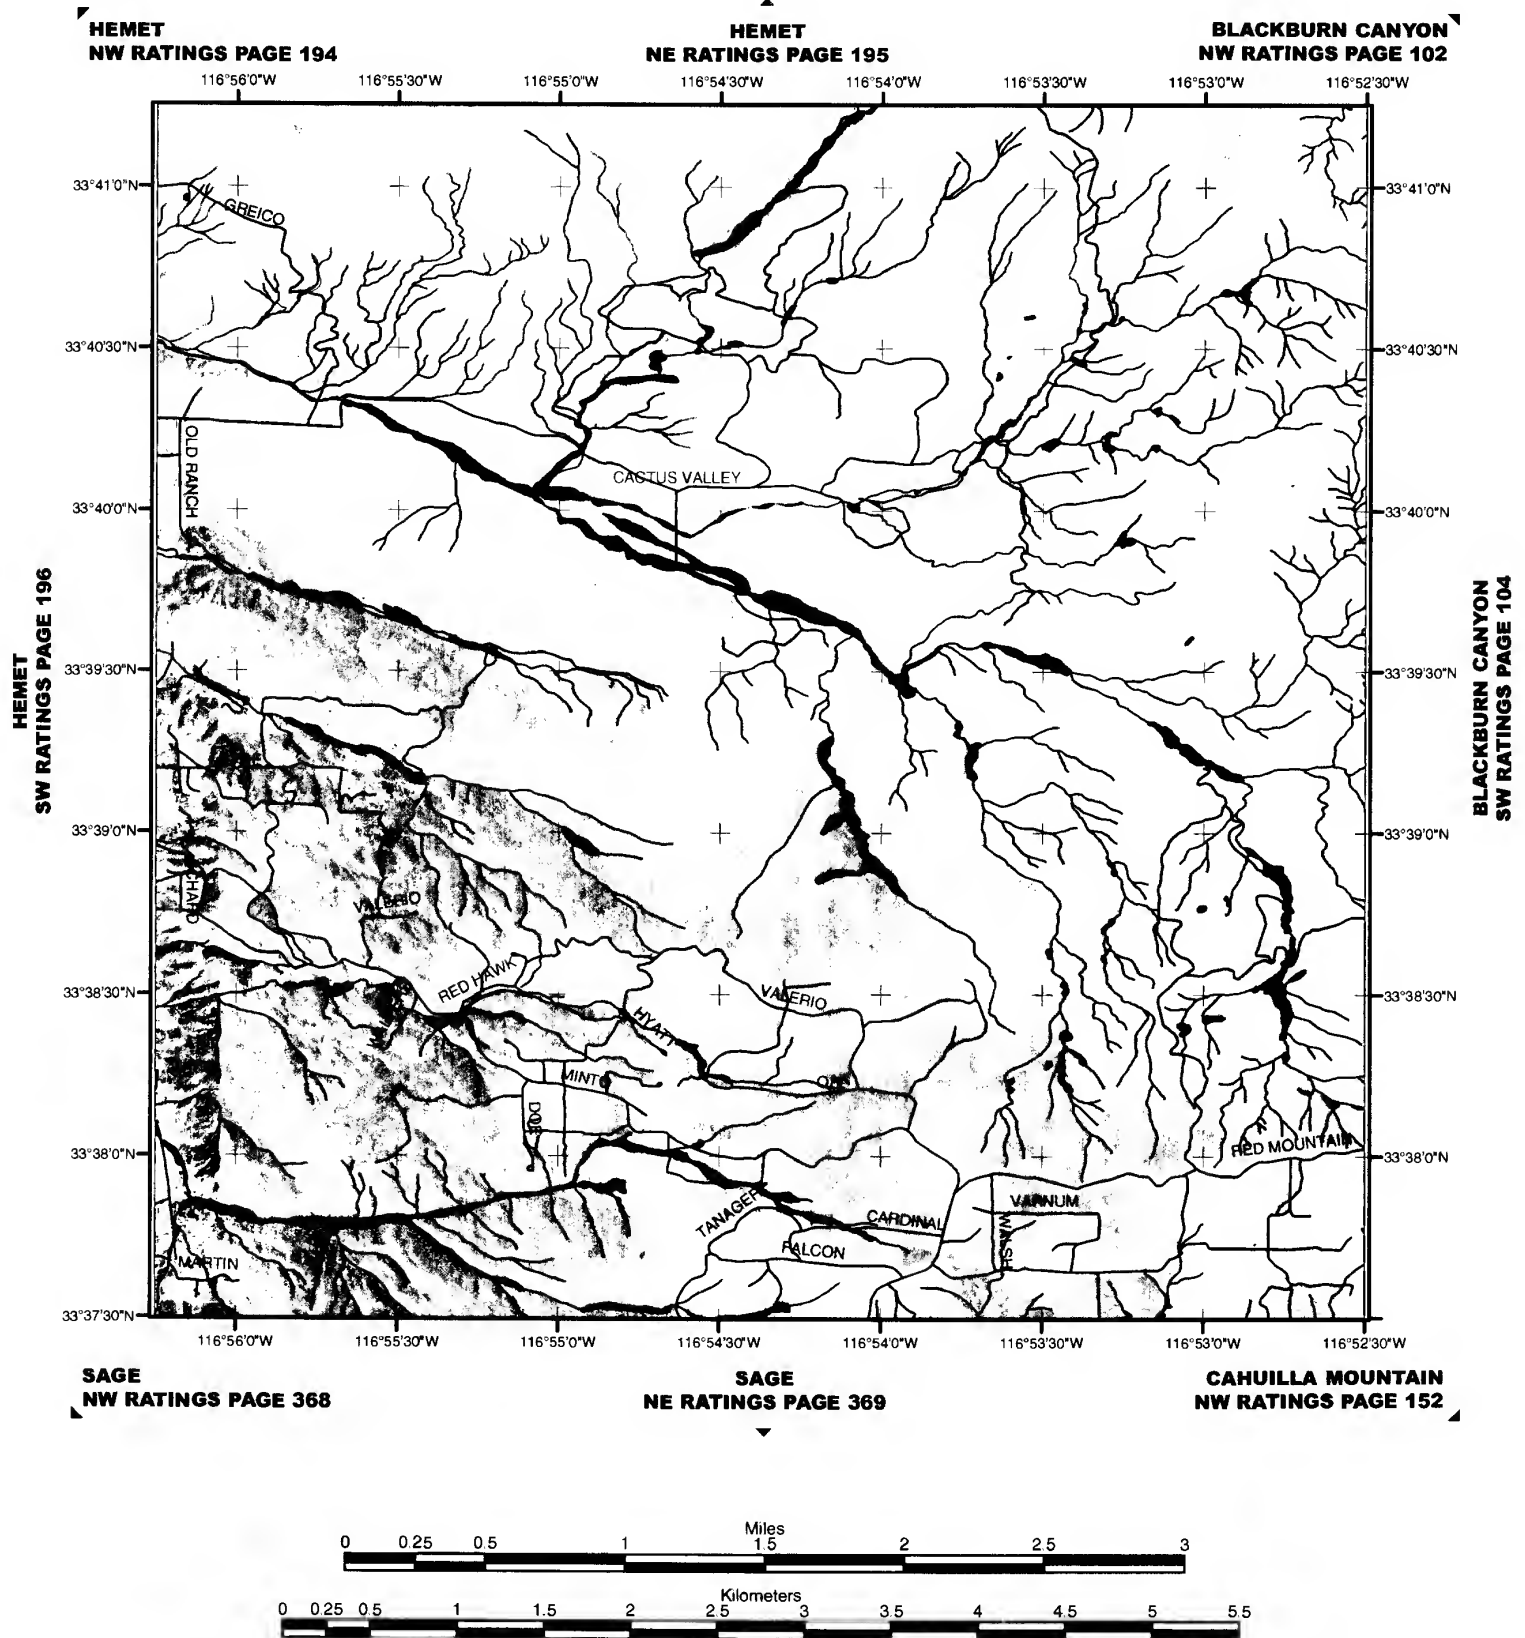 HEMET
NW RATINGS PAGE 194
HEMET
NE RATINGS PAGE 195
BLACKBURN CANYON
NW RATINGS PAGE 102
116°56'0"W 116°55'30"W 116°55'0"W 116°54'30"W 116°54'0"W 116°53'30"W 116°53'0"W 116°52'30"W
33°41'0"N 33°41'0"N
GREICO
33°40'30"N 33°40'30"N
OLD RANCH
CACTUS VALLEY
33°40'0"N 33°40'0"N
HEMET
SW RATINGS PAGE 196
BLACKBURN CANYON
SW RATINGS PAGE 104
33°39'30"N 33°39'30"N
33°39'0"N 33°39'0"N
VALERIO
RED HAWK
VALERIO
33°38'30"N 33°38'30"N
HYATT
MINTO
DOE
RED MOUNTAIN
33°38'0"N 33°38'0"N
VARNUM
TANAGER
CARDINAL
WALSH
FALCON
MARTIN
33°37'30"N
116°56'0"W 116°55'30"W 116°55'0"W 116°54'30"W 116°54'0"W 116°53'30"W 116°53'0"W 116°52'30"W
SAGE
NW RATINGS PAGE 368
SAGE
NE RATINGS PAGE 369
CAHUILLA MOUNTAIN
NW RATINGS PAGE 152
Miles
0 0.25 0.5 1 1.5 2 2.5 3
Kilometers
0 0.25 0.5 1 1.5 2 2.5 3 3.5 4 4.5 5 5.5